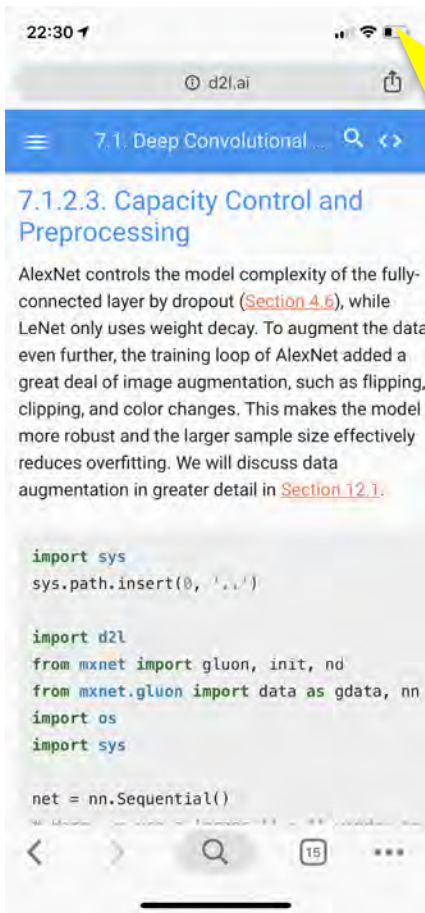 22:30
d2l.ai
7.1. Deep Convolutional ...
7.1.2.3. Capacity Control and
Preprocessing
AlexNet controls the model complexity of the fully-
connected layer by dropout (Section 4.6), while
LeNet only uses weight decay. To augment the data
even further, the training loop of AlexNet added a
great deal of image augmentation, such as flipping,
clipping, and color changes. This makes the model
more robust and the larger sample size effectively
reduces overfitting. We will discuss data
augmentation in greater detail in Section 12.1.
import sys
sys.path.insert(0, '..')
import d2l
from mxnet import gluon, init, nd
from mxnet.gluon import data as gdata, nn
import os
import sys
net = nn.Sequential()
15